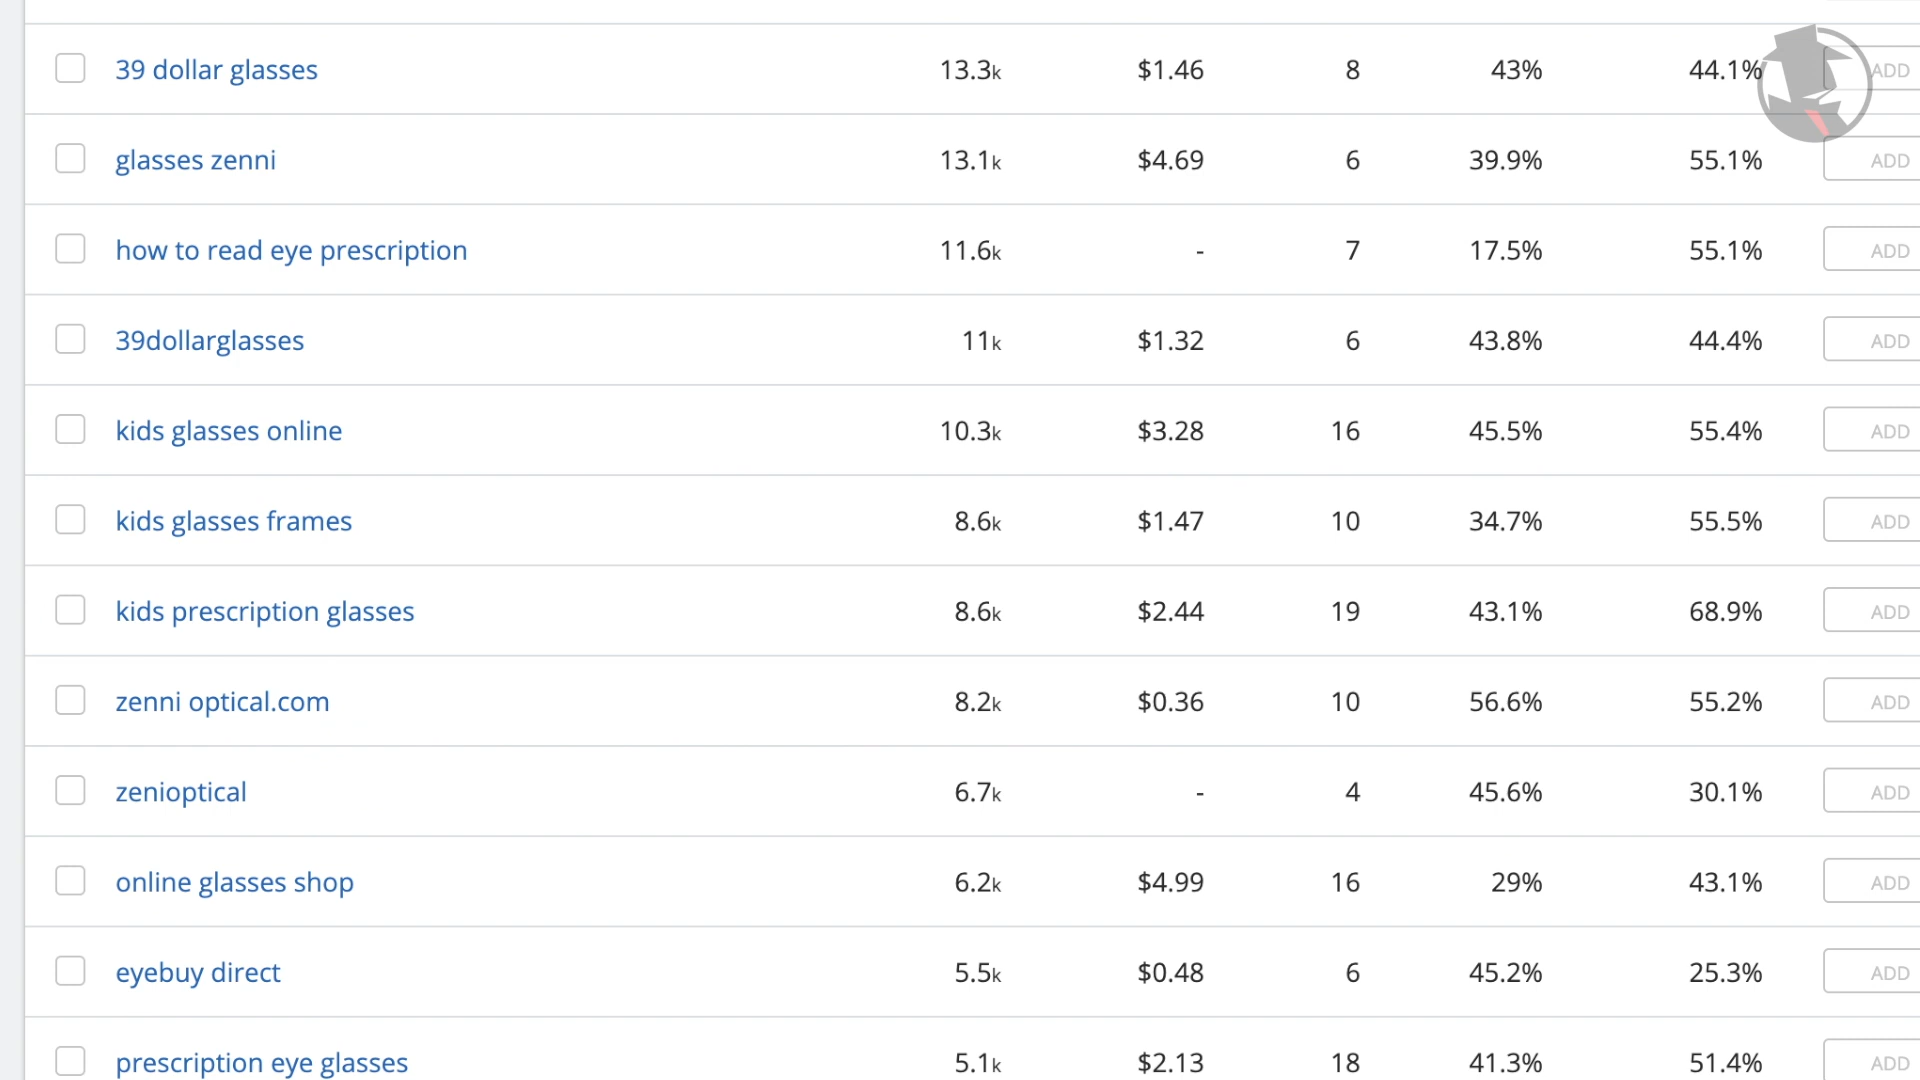 39 dollar glasses 13.3k $1.46 8 43% 44.1% ADD
glasses zenni 13.1k $4.69 6 39.9% 55.1% ADD
how to read eye prescription 11.6k - 7 17.5% 55.1% ADD
39dollarglasses 11k $1.32 6 43.8% 44.4% ADD
kids glasses online 10.3k $3.28 16 45.5% 55.4% ADD
kids glasses frames 8.6k $1.47 10 34.7% 55.5% ADD
kids prescription glasses 8.6k $2.44 19 43.1% 68.9% ADD
zenni optical.com 8.2k $0.36 10 56.6% 55.2% ADD
zenioptical 6.7k - 4 45.6% 30.1% ADD
online glasses shop 6.2k $4.99 16 29% 43.1% ADD
eyebuy direct 5.5k $0.48 6 45.2% 25.3% ADD
prescription eye glasses 5.1k $2.13 18 41.3% 51.4% ADD